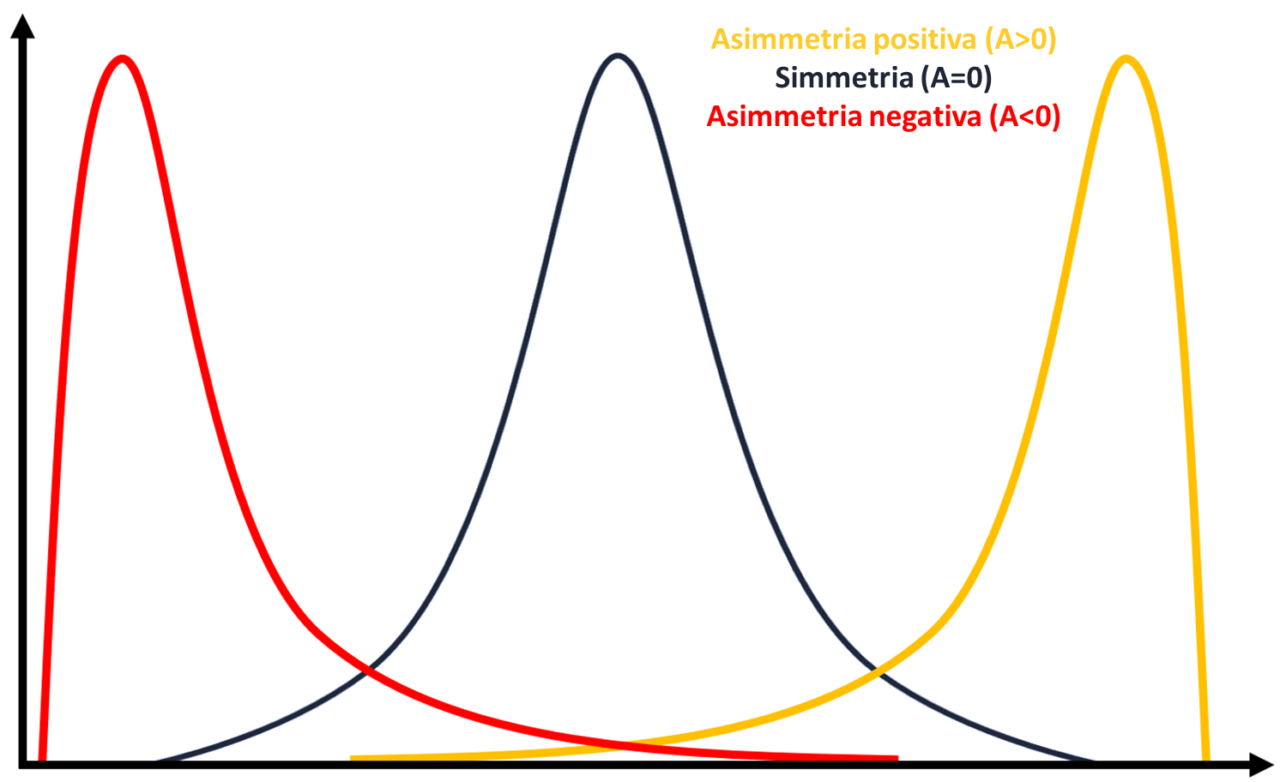 Asimmetria positiva (A>0)
Simmetria (A=0)
Asimmetria negativa (A<0)